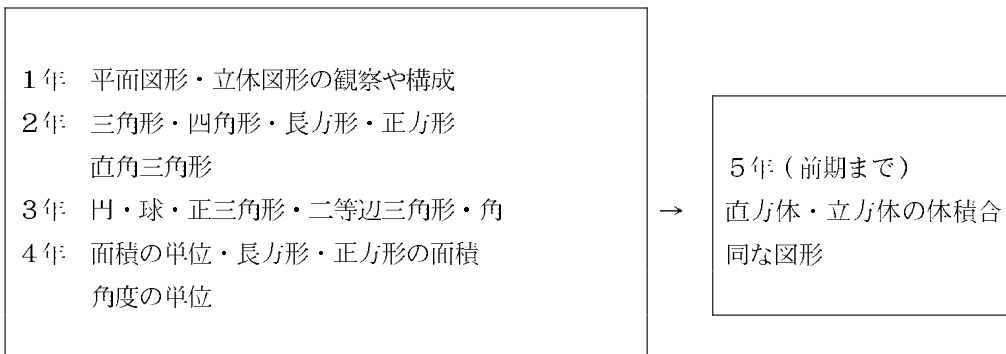 1年　平面図形・立体図形の観察や構成
2年　三角形・四角形・長方形・正方形
直角三角形
3年　円・球・正三角形・二等辺三角形・角
4年　面積の単位・長方形・正方形の面積
角度の単位
→
5年（前期まで）
直方体・立方体の体積合
同な図形